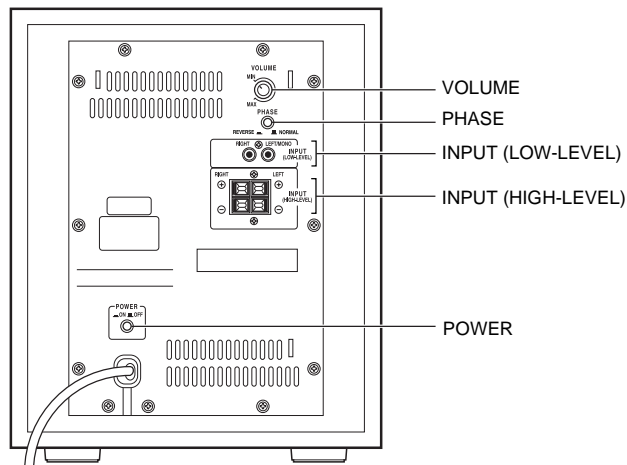 VOLUME
MIN
MAX
PHASE
REVERSE NORMAL
RIGHT LEFT/MONO
INPUT
(LOW-LEVEL)
RIGHT LEFT
+ +
INPUT
(HIGH-LEVEL)
− −
POWER
ON OFF
VOLUME
PHASE
INPUT (LOW-LEVEL)
INPUT (HIGH-LEVEL)
POWER